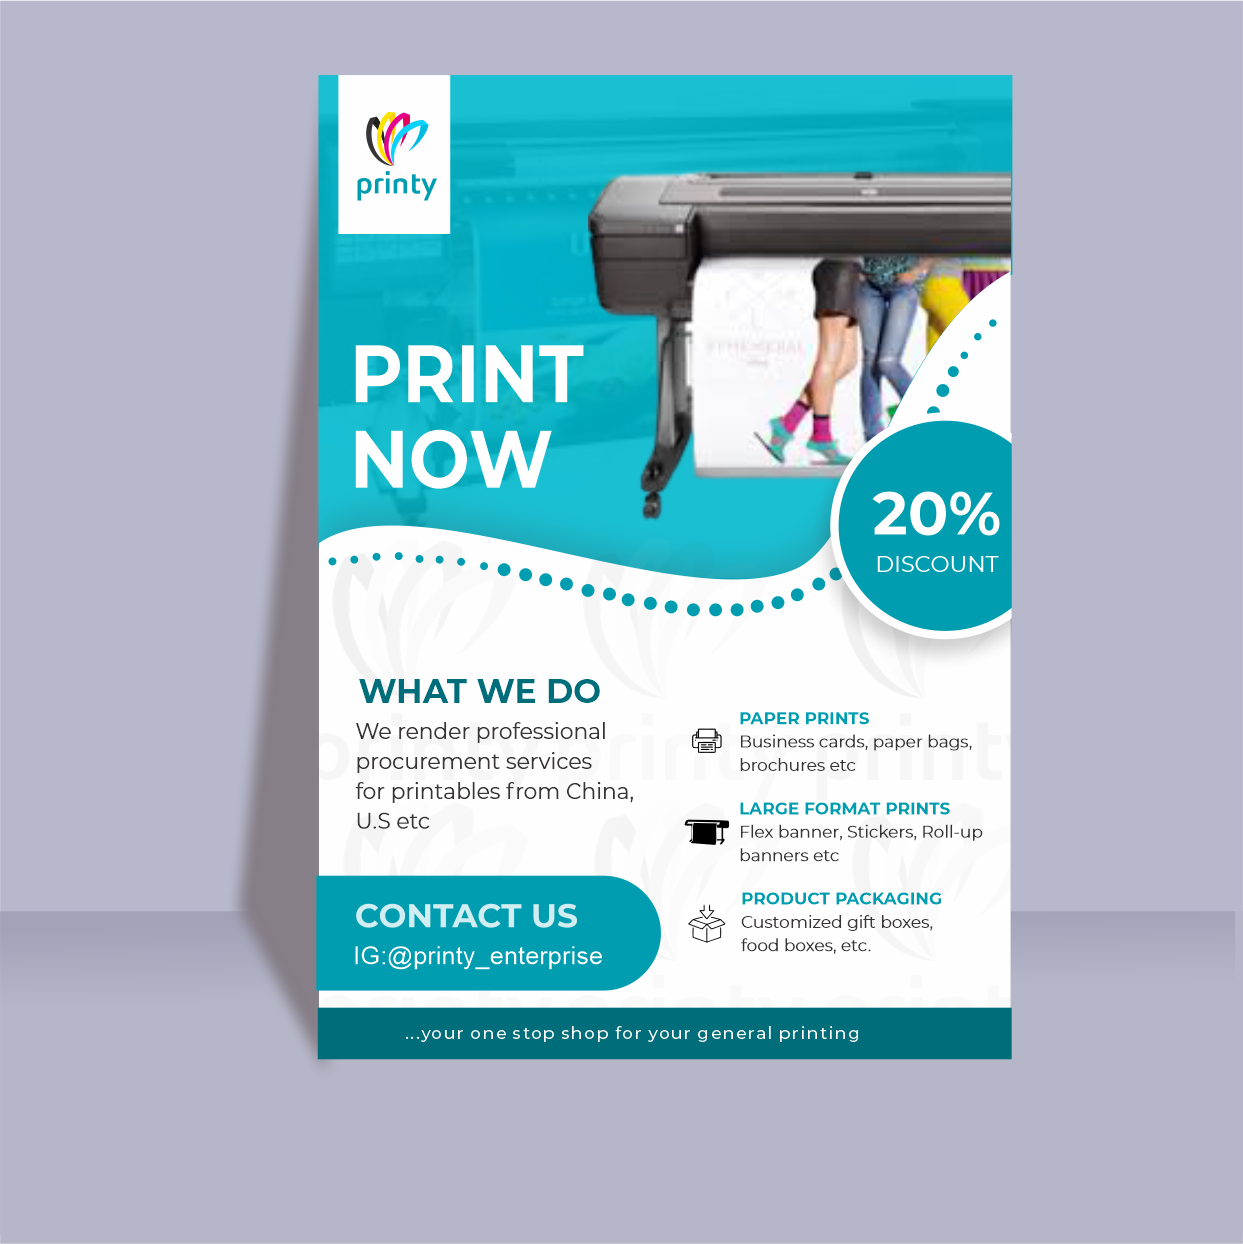 printy
PRINT
NOW
20%
DISCOUNT
WHAT WE DO
We render professional
procurement services
for printables from China,
U.S etc
PAPER PRINTS
Business cards, paper bags,
brochures etc
LARGE FORMAT PRINTS
Flex banner, Stickers, Roll-up
banners etc
PRODUCT PACKAGING
Customized gift boxes,
food boxes, etc.
CONTACT US
IG:@printy_enterprise
...your one stop shop for your general printing